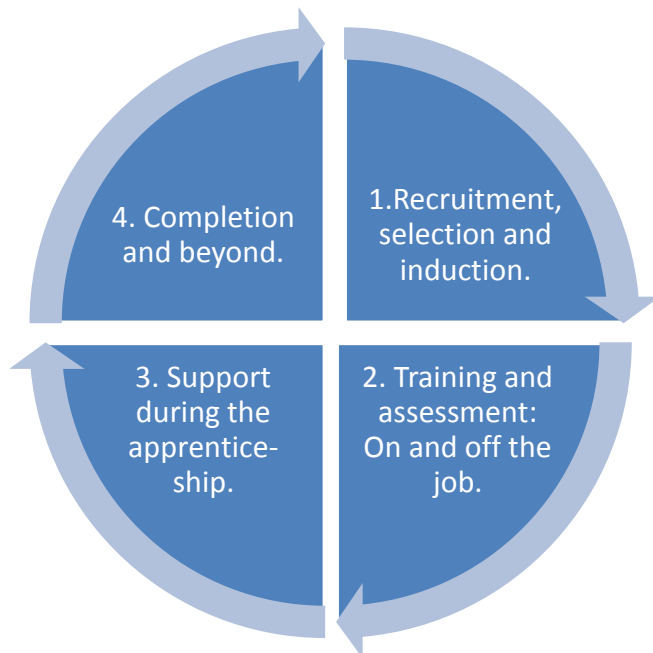 1.Recruitment,
selection and
induction.
2. Training and
assessment:
On and off the
job.
3. Support
during the
apprentice-
ship.
4. Completion
and beyond.